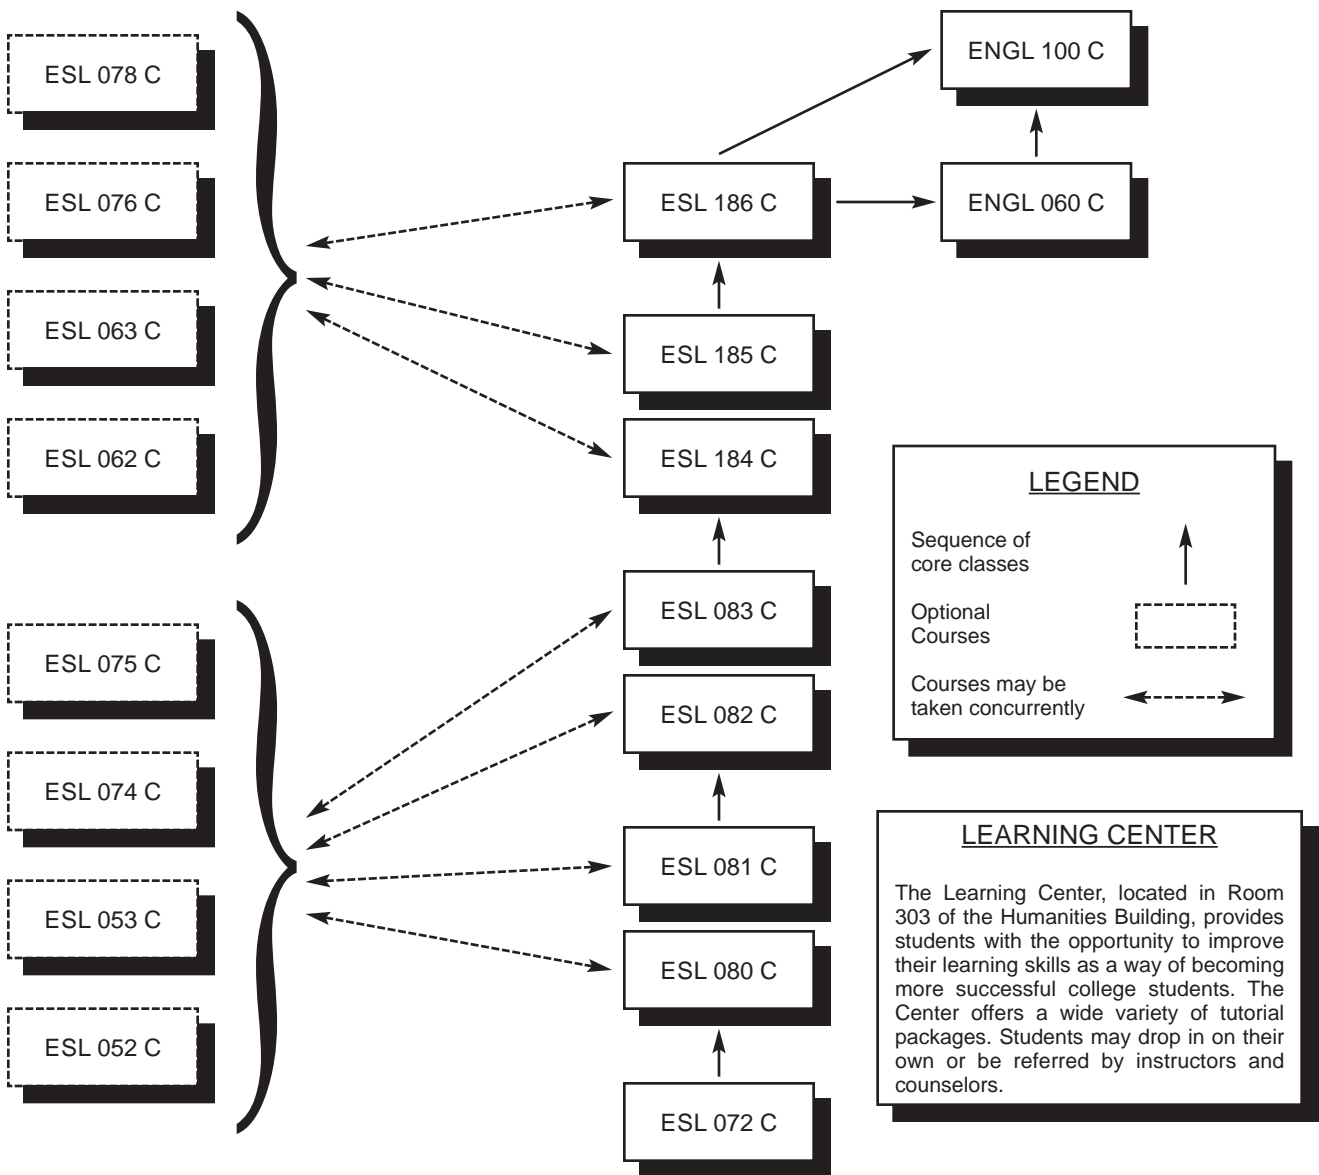 ESL 078 C
ESL 076 C
ESL 063 C
ESL 062 C
ESL 075 C
ESL 074 C
ESL 053 C
ESL 052 C
ENGL 100 C
ESL 186 C
ENGL 060 C
ESL 185 C
ESL 184 C
ESL 083 C
ESL 082 C
ESL 081 C
ESL 080 C
ESL 072 C
LEGEND
Sequence of
core classes
Optional
Courses
Courses may be
taken concurrently
LEARNING CENTER
The Learning Center, located in Room
303 of the Humanities Building, provides
students with the opportunity to improve
their learning skills as a way of becoming
more successful college students. The
Center offers a wide variety of tutorial
packages. Students may drop in on their
own or be referred by instructors and
counselors.